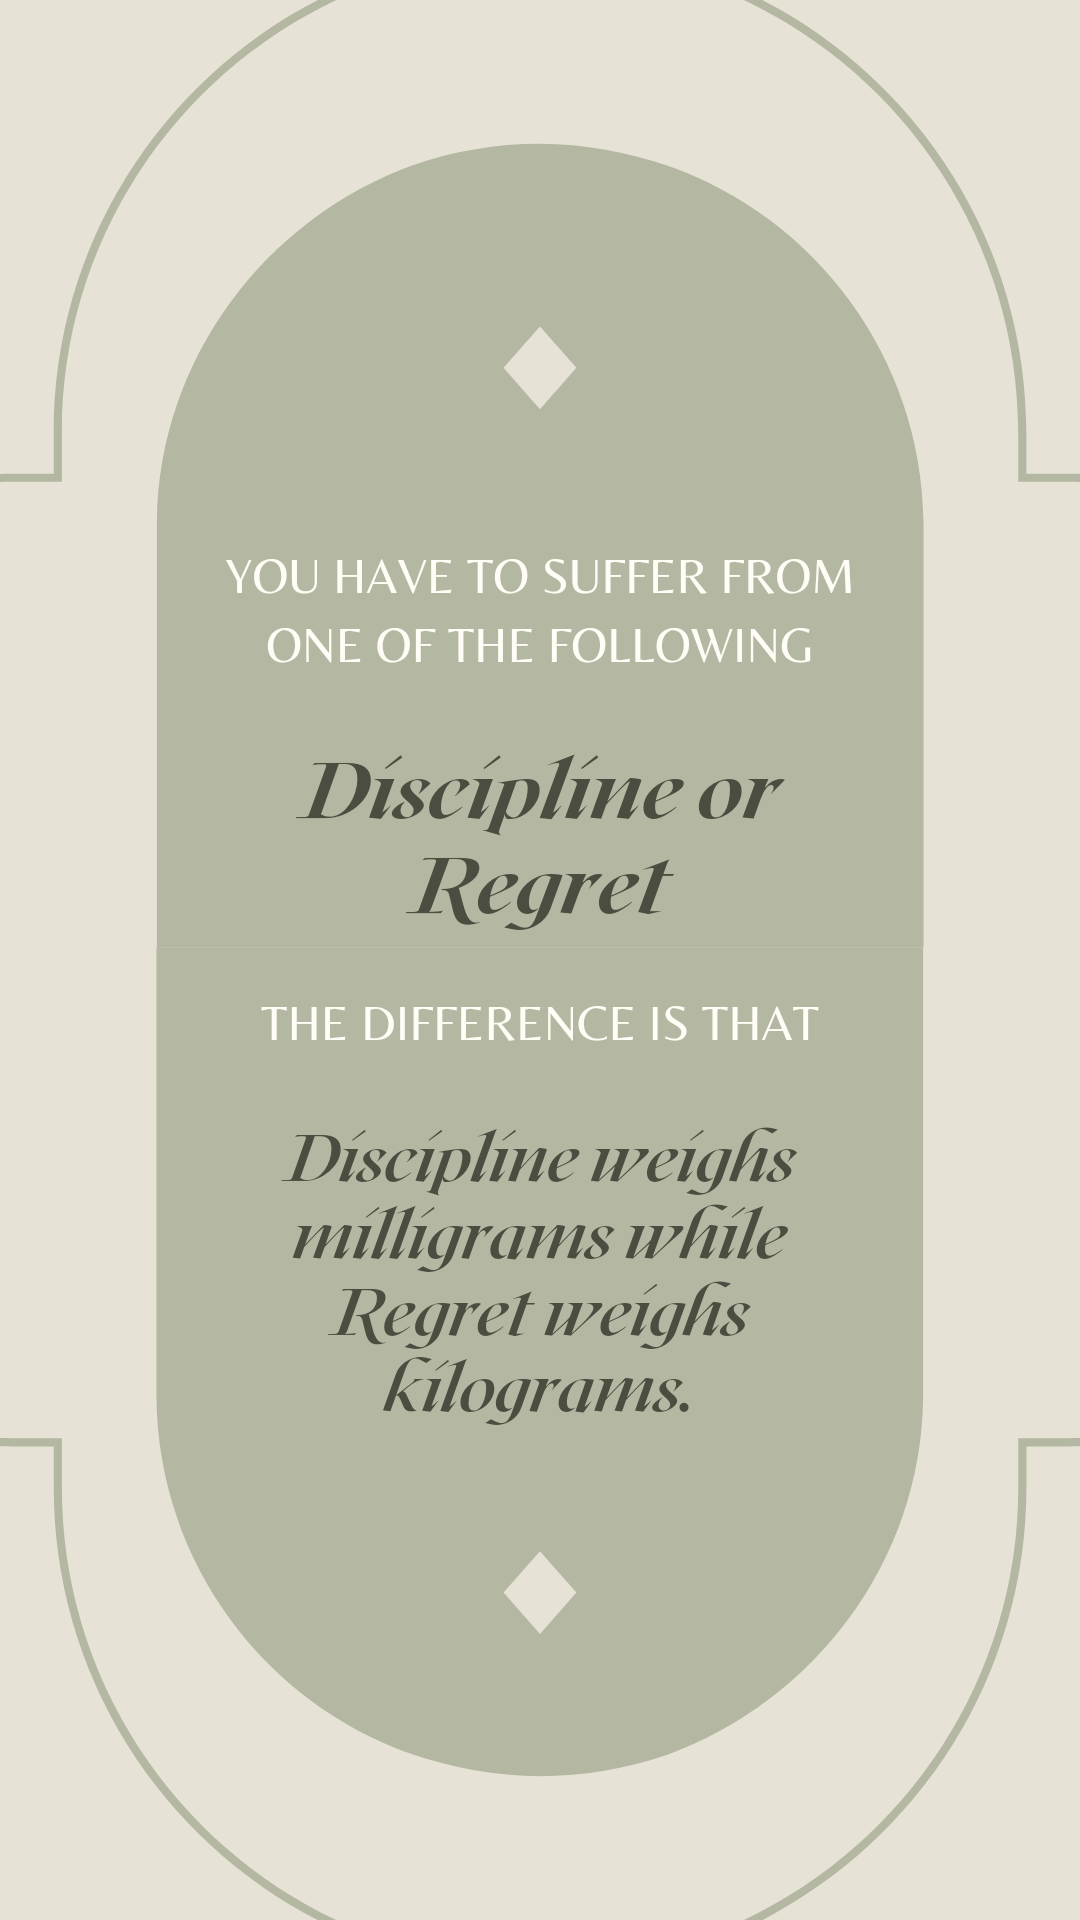 YOU HAVE TO SUFFER FROM
ONE OF THE FOLLOWING
Discipline or
Regret
THE DIFFERENCE IS THAT
Discipline weighs
milligrams while
Regret weighs
kilograms.